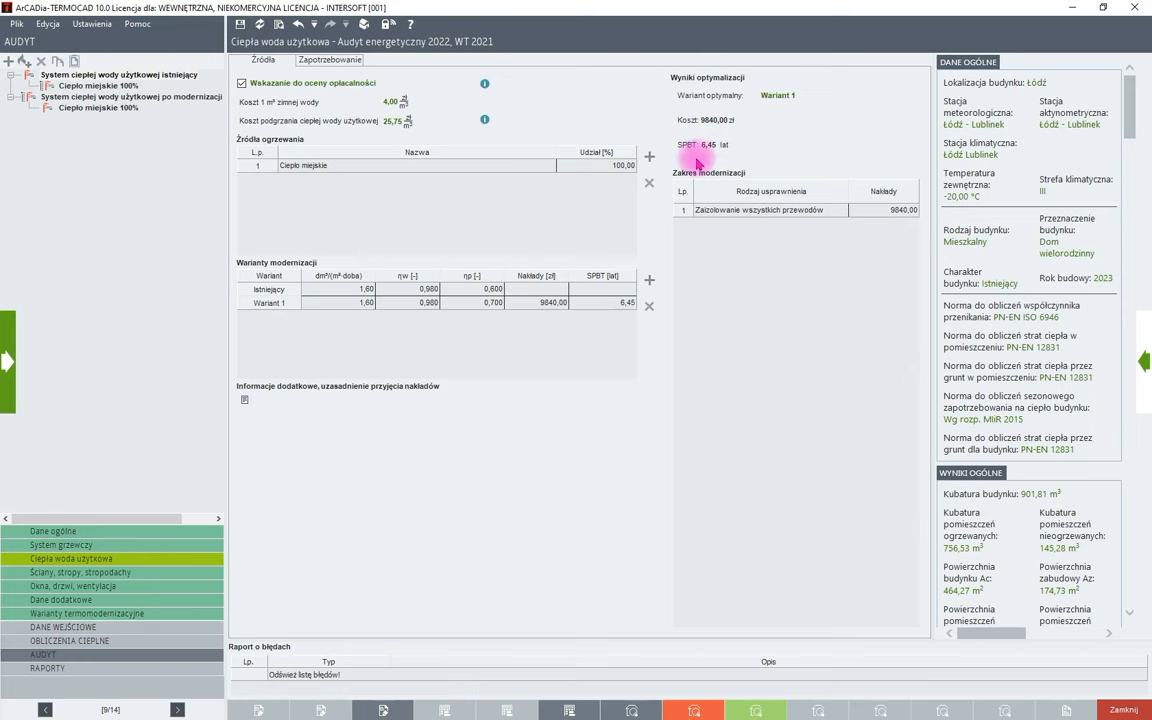 ArCADia-TERMOCAD 10.0 Licencja dla: WEWNĘTRZNA, NIEKOMERCYJNA LICENCJA - INTERSOFT [001]
Plik Edycja Ustawienia Pomoc
AUDYT
Ciepła woda użytkowa - Audyt energetyczny 2022, WT 2021
System ciepłej wody użytkowej istniejący
Ciepło miejskie 100%
System ciepłej wody użytkowej po modernizacji
Ciepło miejskie 100%
Dane ogólne
System grzewczy
Ciepła woda użytkowa
Ściany, stropy, stropodachy
Okna, drzwi, wentylacja
Dane dodatkowe
Warianty termomodernizacyjne
DANE WEJŚCIOWE
OBLICZENIA CIEPLNE
AUDYT
RAPORTY
[9/14]
Źródła Zapotrzebowanie
Wskazanie do oceny opłacalności
Koszt 1 m³ zimnej wody 4,00 zł/m³
Koszt podgrzania ciepłej wody użytkowej 25,75 zł/m³
Źródła ogrzewania
L.p. Nazwa Udział [%]
1 Ciepło miejskie 100,00
Warianty modernizacji
Wariant dm³/(m²·doba) ηw [-] ηp [-] Nakłady [zł] SPBT [lat]
Istniejący 1,60 0,980 0,600
Wariant 1 1,60 0,980 0,700 9840,00 6,45
Informacje dodatkowe, uzasadnienie przyjęcia nakładów
Wyniki optymalizacji
Wariant optymalny: Wariant 1
Koszt: 9840,00 zł
SPBT: 6,45 lat
Zakres modernizacji
Lp. Rodzaj usprawnienia Nakłady
1 Zaizolowanie wszystkich przewodów 9840,00
DANE OGÓLNE
Lokalizacja budynku: Łódź
Stacja meteorologiczna: Łódź - Lublinek
Stacja aktynometryczna: Łódź - Lublinek
Stacja klimatyczna: Łódź Lublinek
Temperatura zewnętrzna: -20,00 °C
Strefa klimatyczna: III
Rodzaj budynku: Mieszkalny
Przeznaczenie budynku: Dom wielorodzinny
Charakter budynku: Istniejący
Rok budowy: 2023
Norma do obliczeń współczynnika
przenikania: PN-EN ISO 6946
Norma do obliczeń strat ciepła w
pomieszczeniu: PN-EN 12831
Norma do obliczeń strat ciepła przez
grunt w pomieszczeniu: PN-EN 12831
Norma do obliczeń sezonowego
zapotrzebowania na ciepło budynku:
Wg rozp. MIiR 2015
Norma do obliczeń strat ciepła przez
grunt dla budynku: PN-EN 12831
WYNIKI OGÓLNE
Kubatura budynku: 901,81 m³
Kubatura pomieszczeń ogrzewanych: 756,53 m³
Kubatura pomieszczeń nieogrzewanych: 145,28 m³
Powierzchnia budynku Ac: 464,27 m²
Powierzchnia zabudowy Az: 174,73 m²
Powierzchnia pomieszczeń
Powierzchnia pomieszczeń
Raport o błędach
Lp. Typ Opis
Odśwież listę błędów!
Zamknij